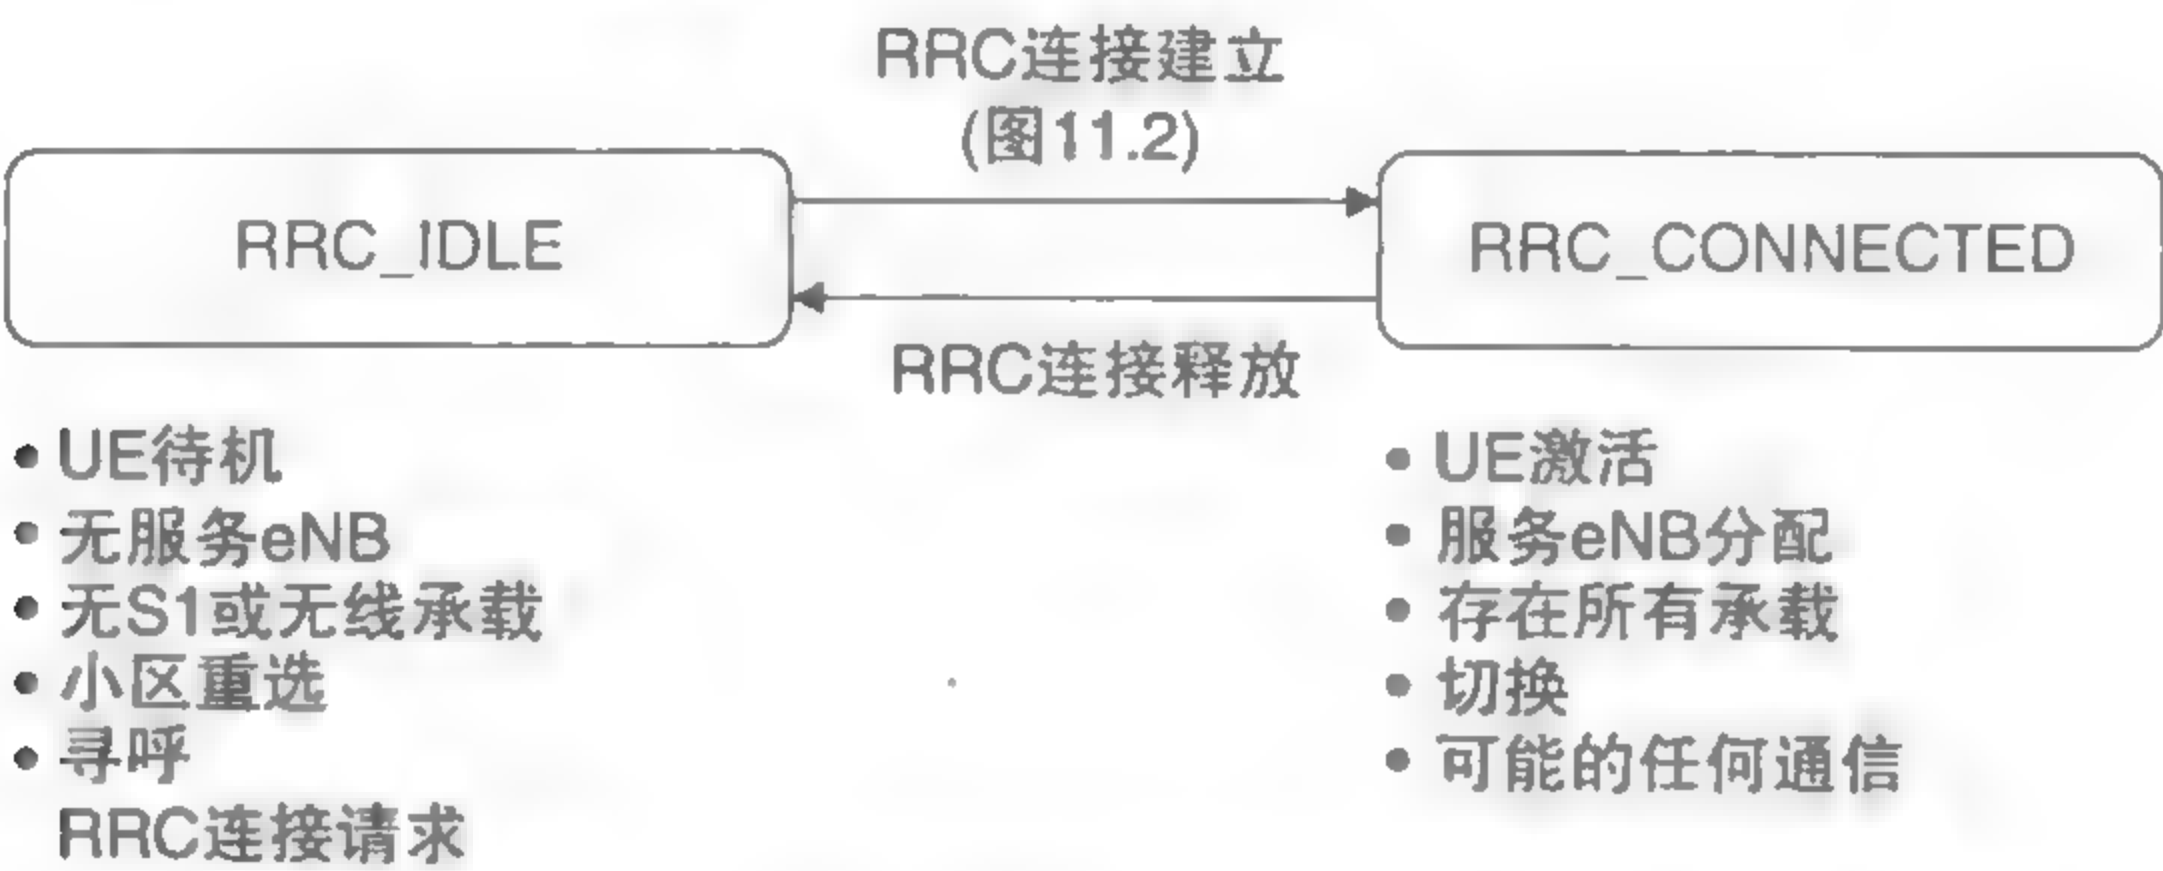 RRC连接建立
(图11.2)
RRC_IDLE
RRC_CONNECTED
RRC连接释放
• UE待机
• 无服务eNB
• 无S1或无线承载
• 小区重选
• 寻呼
RRC连接请求
• UE激活
• 服务eNB分配
• 存在所有承载
• 切换
• 可能的任何通信